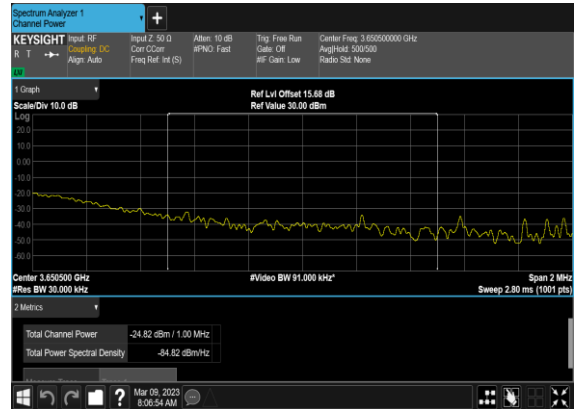 Spectrum Analyzer 1
Channel Power
KEYSIGHT Input: RF
R T Coupling: DC
Align: Auto
Input Z: 50 Ω
Corr CCorr
Freq Ref: Int (S)
Atten: 10 dB
#PNO: Fast
Trig: Free Run
Gate: Off
#IF Gain: Low
Center Freq: 3.650500000 GHz
Avg|Hold: 500/500
Radio Std: None
1 Graph
Scale/Div 10.0 dB
Ref Lvl Offset 15.68 dB
Ref Value 30.00 dBm
Log
20.0
10.0
0.00
-10.0
-20.0
-30.0
-40.0
-50.0
-60.0
Center 3.650500 GHz
#Video BW 91.000 kHz*
Span 2 MHz
#Res BW 30.000 kHz
Sweep 2.80 ms (1001 pts)
2 Metrics
Total Channel Power -24.82 dBm / 1.00 MHz
Total Power Spectral Density -84.82 dBm/Hz
?
Mar 09, 2023
8:06:54 AM